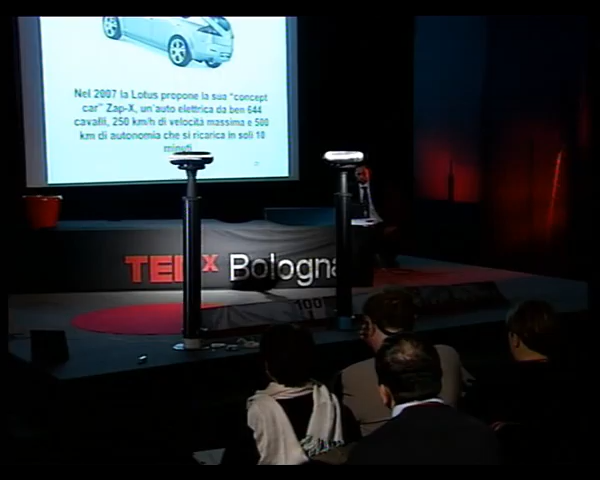 Nel 2007 la Lotus propone la sua "concept
car" Zap-X, un'auto elettrica da ben 644
cavalli, 250 km/h di velocità massima e 500
km di autonomia che si ricarica in soli 10
minuti
TEDx Bologna
100